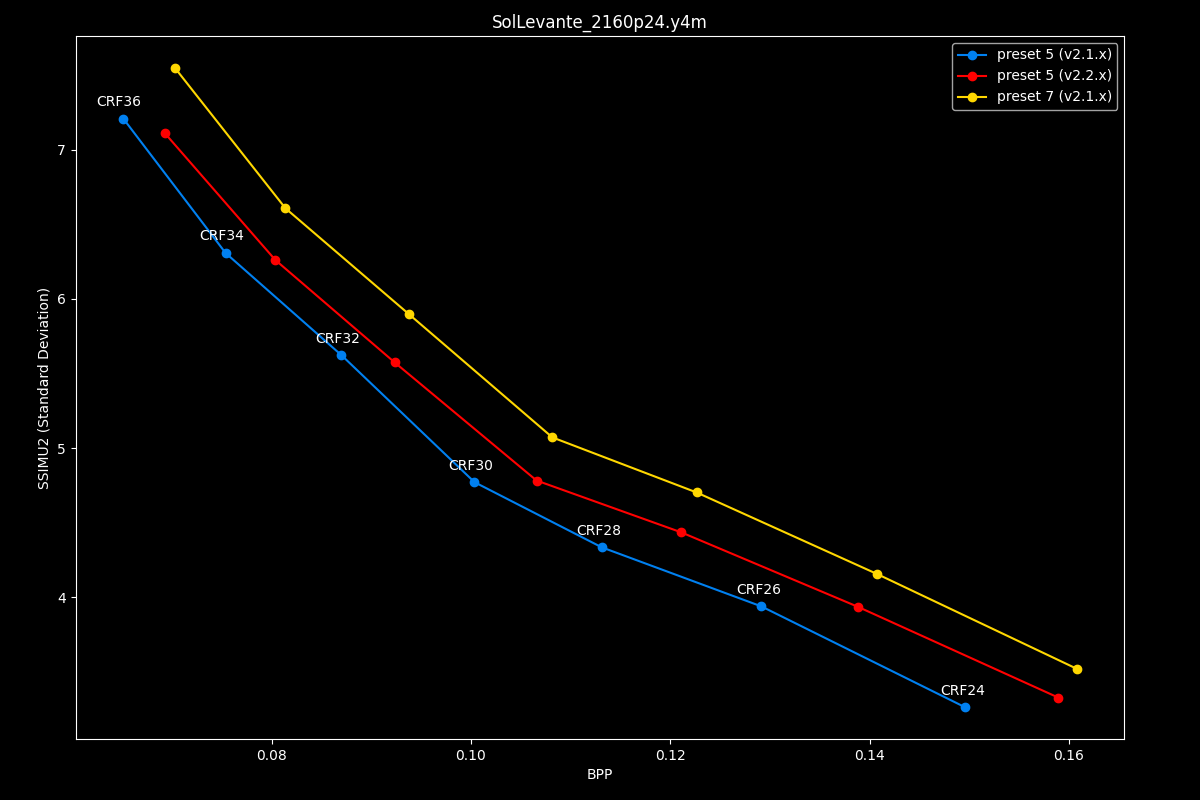 SolLevante_2160p24.y4m
preset 5 (v2.1.x)
preset 5 (v2.2.x)
preset 7 (v2.1.x)
CRF36
CRF34
CRF32
CRF30
CRF28
CRF26
CRF24
7
6
5
4
SSIMU2 (Standard Deviation)
0.08
0.10
0.12
0.14
0.16
BPP